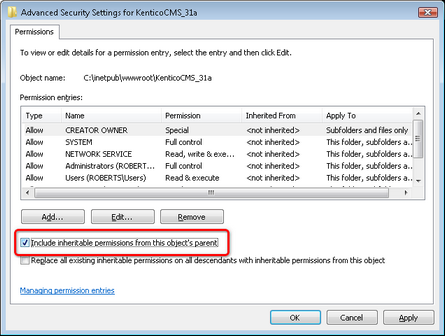 Advanced Security Settings for KenticoCMS_31a
Permissions
To view or edit details for a permission entry, select the entry and then click Edit.
Object name: C:\inetpub\wwwroot\KenticoCMS_31a
Permission entries:
Type Name Permission Inherited From Apply To
Allow CREATOR OWNER Special <not inherited> Subfolders and files only
Allow SYSTEM Full control <not inherited> This folder, subfolders a...
Allow NETWORK SERVICE Read, write & exe... <not inherited> This folder, subfolders a...
Allow Administrators (ROBERT... Full control <not inherited> This folder, subfolders a...
Allow Users (ROBERTS\Users) Read & execute <not inherited> This folder, subfolders a...
Add... Edit... Remove
Include inheritable permissions from this object's parent
Replace all existing inheritable permissions on all descendants with inheritable permissions from this object
Managing permission entries
OK Cancel Apply